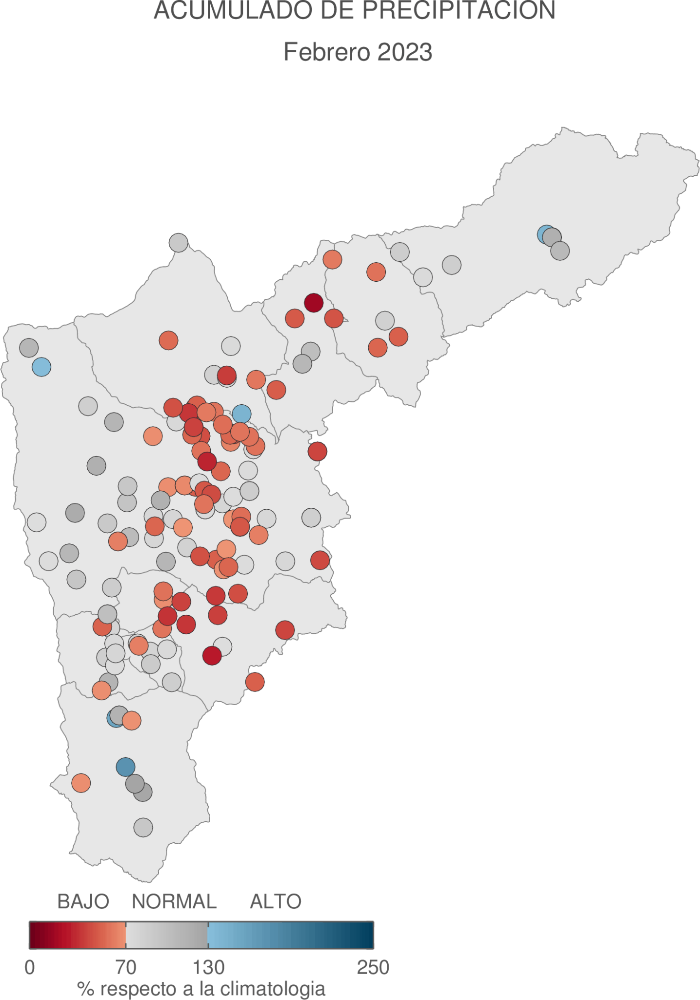 ACUMULADO DE PRECIPITACION
Febrero 2023
BAJO NORMAL ALTO
0 70 130 250
% respecto a la climatologia